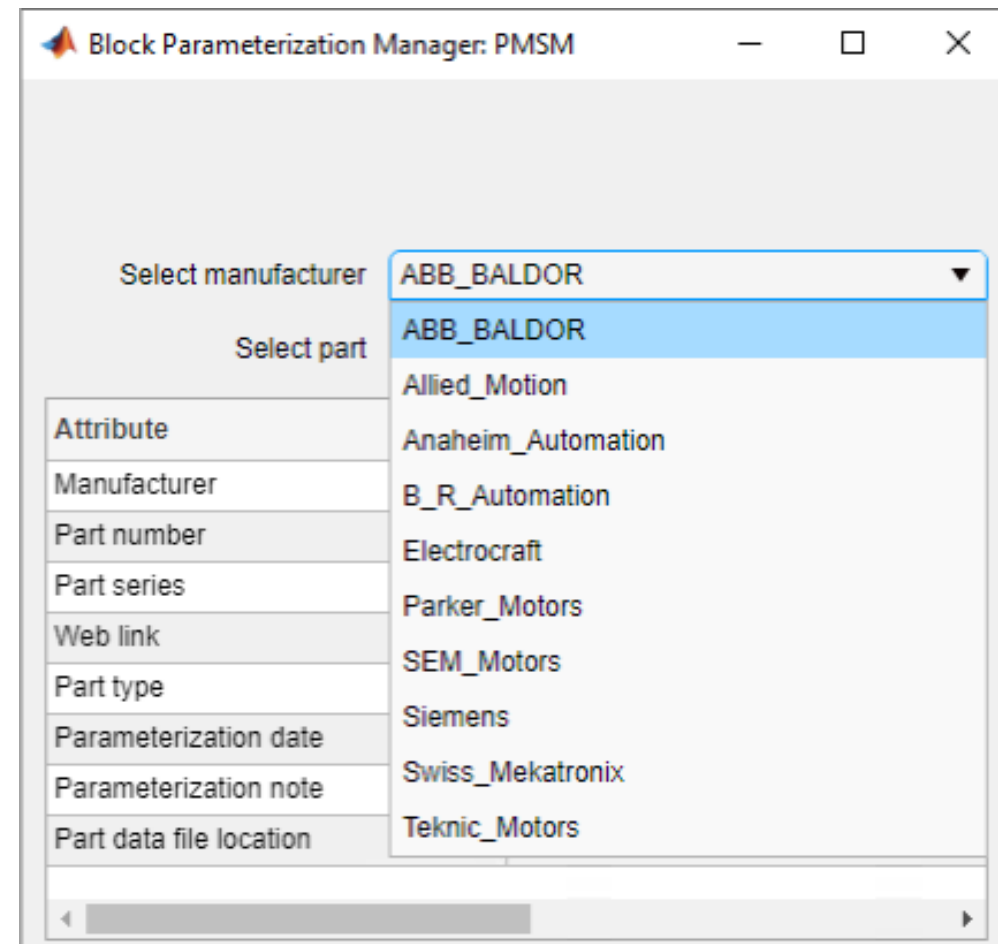 Block Parameterization Manager: PMSM
Select manufacturer ABB_BALDOR
ABB_BALDOR
Select part
Allied_Motion
Attribute
Anaheim_Automation
Manufacturer
B_R_Automation
Part number
Electrocraft
Part series
Parker_Motors
Web link
SEM_Motors
Part type
Siemens
Parameterization date
Swiss_Mekatronix
Parameterization note
Teknic_Motors
Part data file location